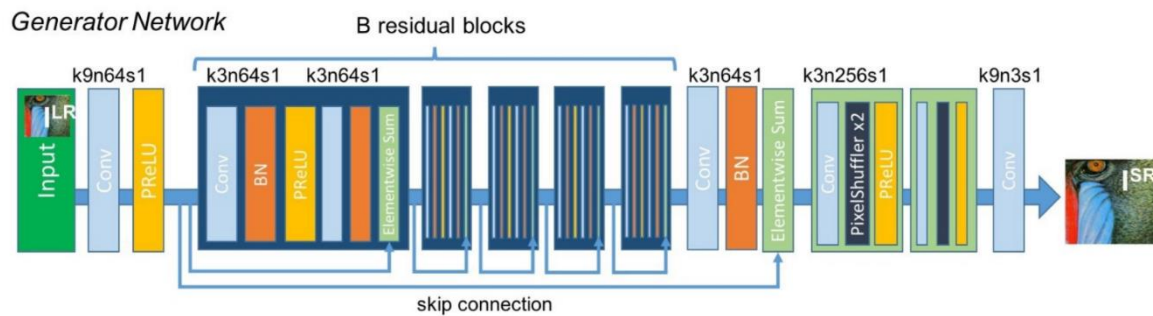 Generator Network
B residual blocks
k9n64s1
k3n64s1
k3n64s1
k3n64s1
k3n256s1
k9n3s1
I^LR
Input
Conv
PReLU
Conv
BN
PReLU
Elementwise Sum
Conv
BN
Elementwise Sum
Conv
PixelShuffler x2
PReLU
Conv
I^SR
skip connection